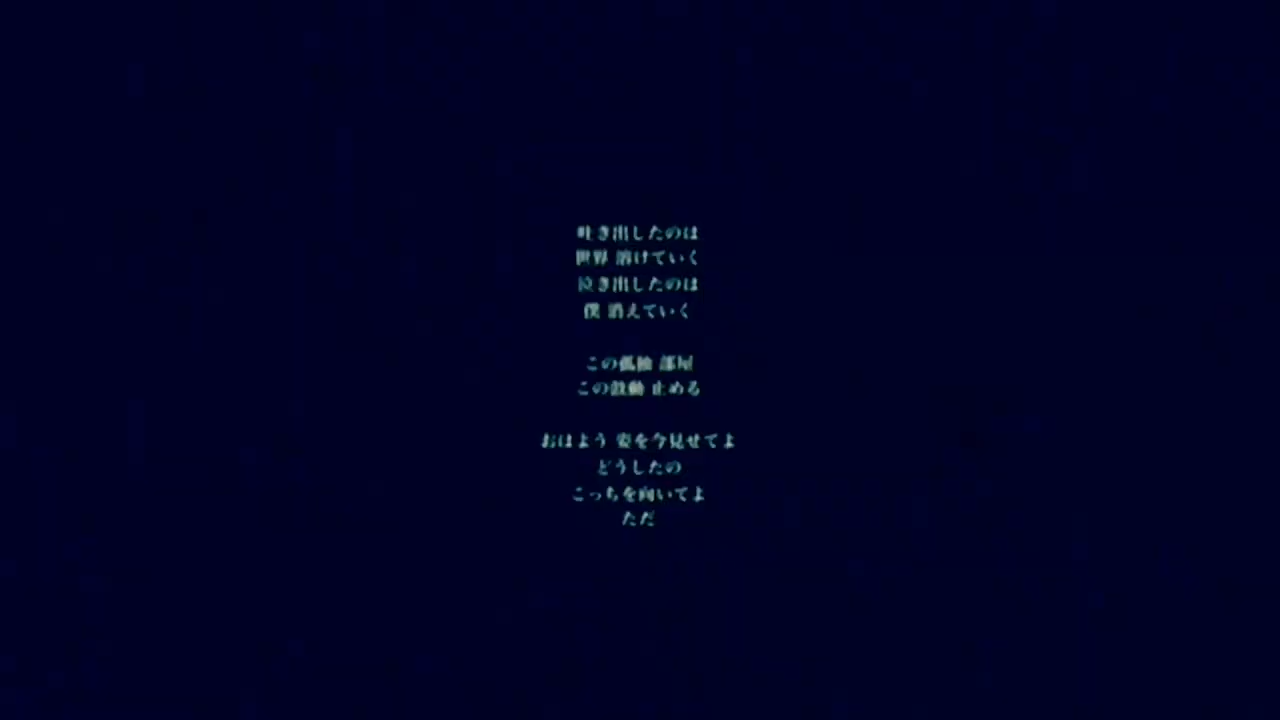 吐き出したのは
世界 溶けていく
泣き出したのは
僕 消えていく
この孤独 部屋
この鼓動 止める
おはよう 姿を今見せてよ
どうしたの
こっちを向いてよ
ただ